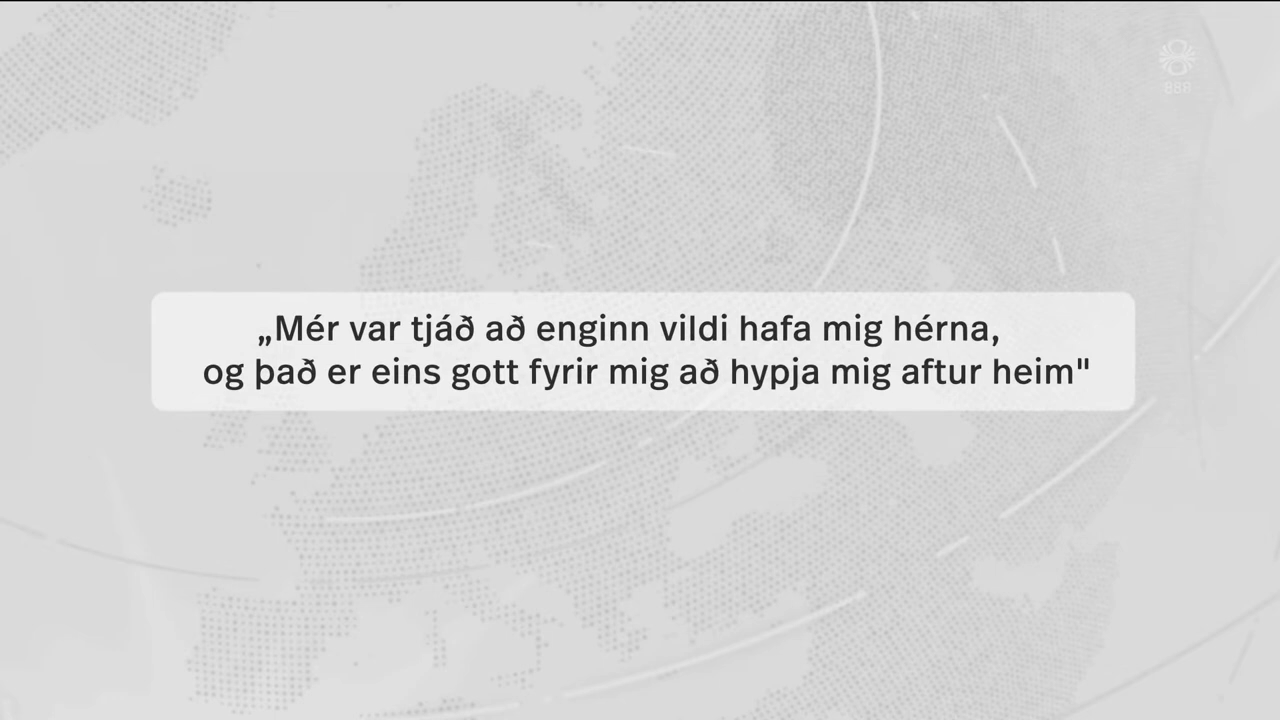 888
„Mér var tjáð að enginn vildi hafa mig hérna,
og það er eins gott fyrir mig að hypja mig aftur heim"